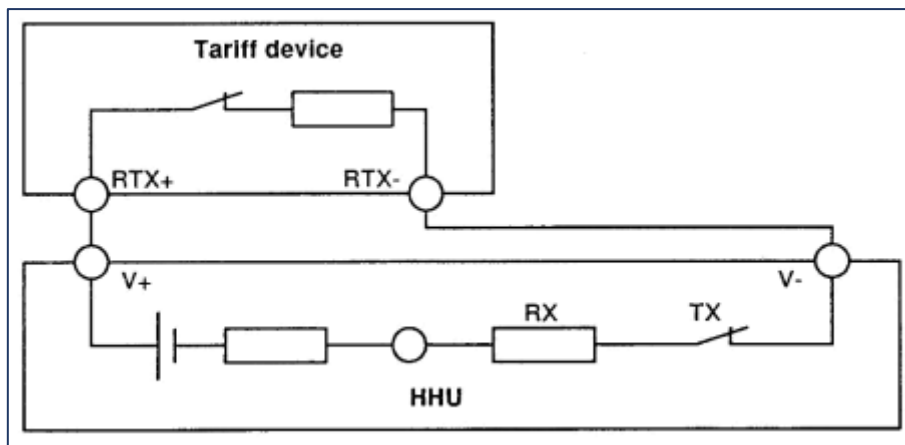 Tariff device
RTX+ RTX-
V+ V-
RX TX
HHU